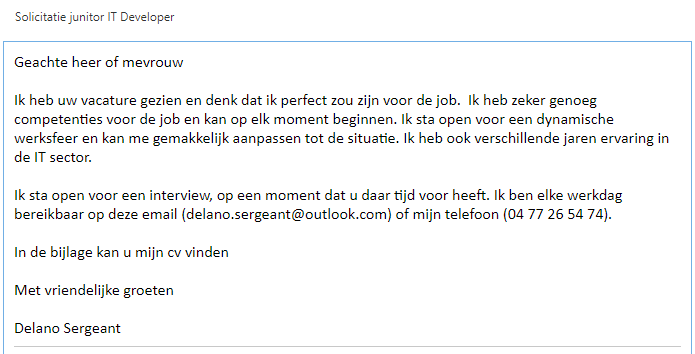 Solicitatie junitor IT Developer
Geachte heer of mevrouw
Ik heb uw vacature gezien en denk dat ik perfect zou zijn voor de job.  Ik heb zeker genoeg
competenties voor de job en kan op elk moment beginnen. Ik sta open voor een dynamische
werksfeer en kan me gemakkelijk aanpassen tot de situatie. Ik heb ook verschillende jaren ervaring in
de IT sector.
Ik sta open voor een interview, op een moment dat u daar tijd voor heeft. Ik ben elke werkdag
bereikbaar op deze email (delano.sergeant@outlook.com) of mijn telefoon (04 77 26 54 74).
In de bijlage kan u mijn cv vinden
Met vriendelijke groeten
Delano Sergeant